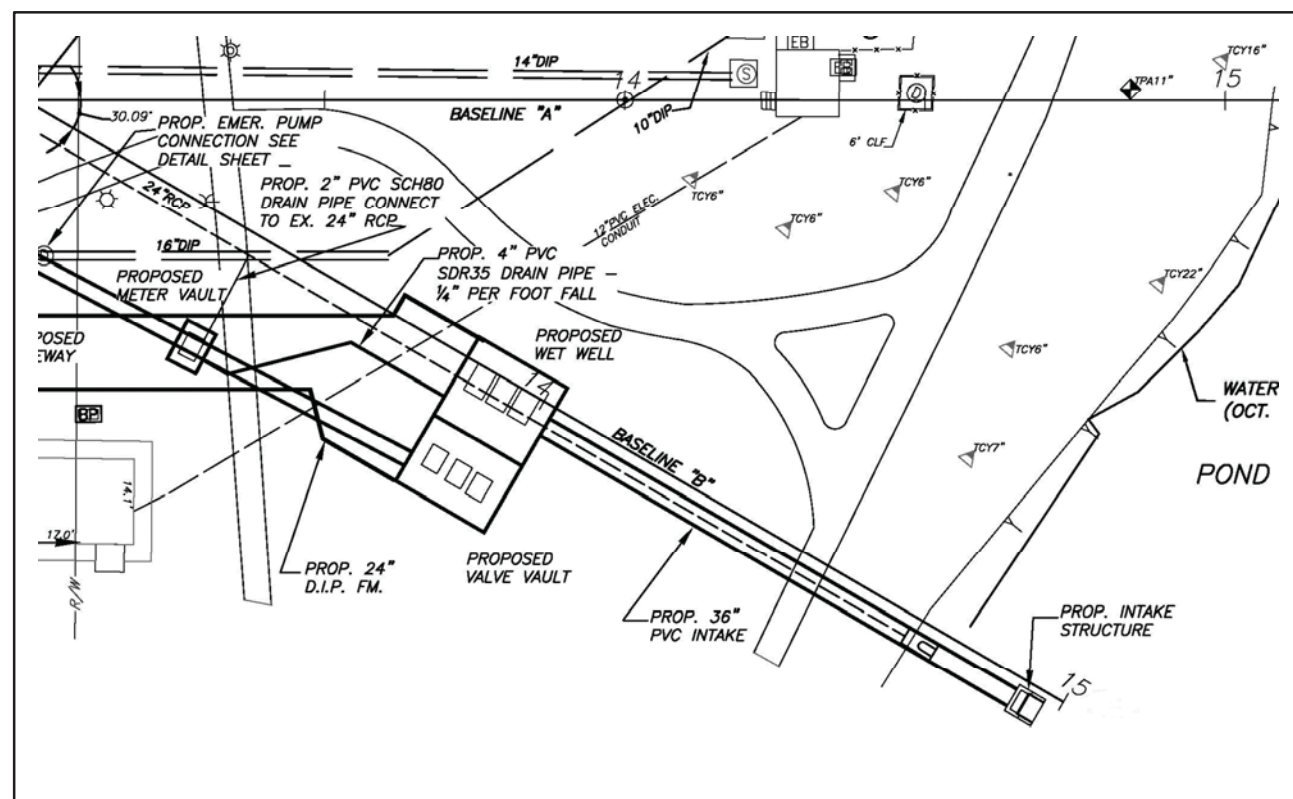 EB
TCY16"
14"DIP
S
BB
14
15
TPA11"
D
BASELINE "A"
10"DIP
30.09'
PROP. EMER. PUMP
CONNECTION SEE
DETAIL SHEET
6' CLF
24"RCP
PROP. 2" PVC SCH80
DRAIN PIPE CONNECT
TO EX. 24" RCP
TCY6"
TCY6"
TCY6"
12"PVC ELEC.
CONDUIT
16"DIP
PROP. 4" PVC
SDR35 DRAIN PIPE –
¼" PER FOOT FALL
PROPOSED
METER VAULT
TCY22"
POSED
EWAY
PROPOSED
WET WELL
TCY6"
14
WATER
(OCT.
BP
BASELINE "B"
TCY7"
POND
14.1'
17.0'
PROP. 24"
D.I.P. FM.
PROPOSED
VALVE VAULT
PROP. 36"
PVC INTAKE
PROP. INTAKE
STRUCTURE
15